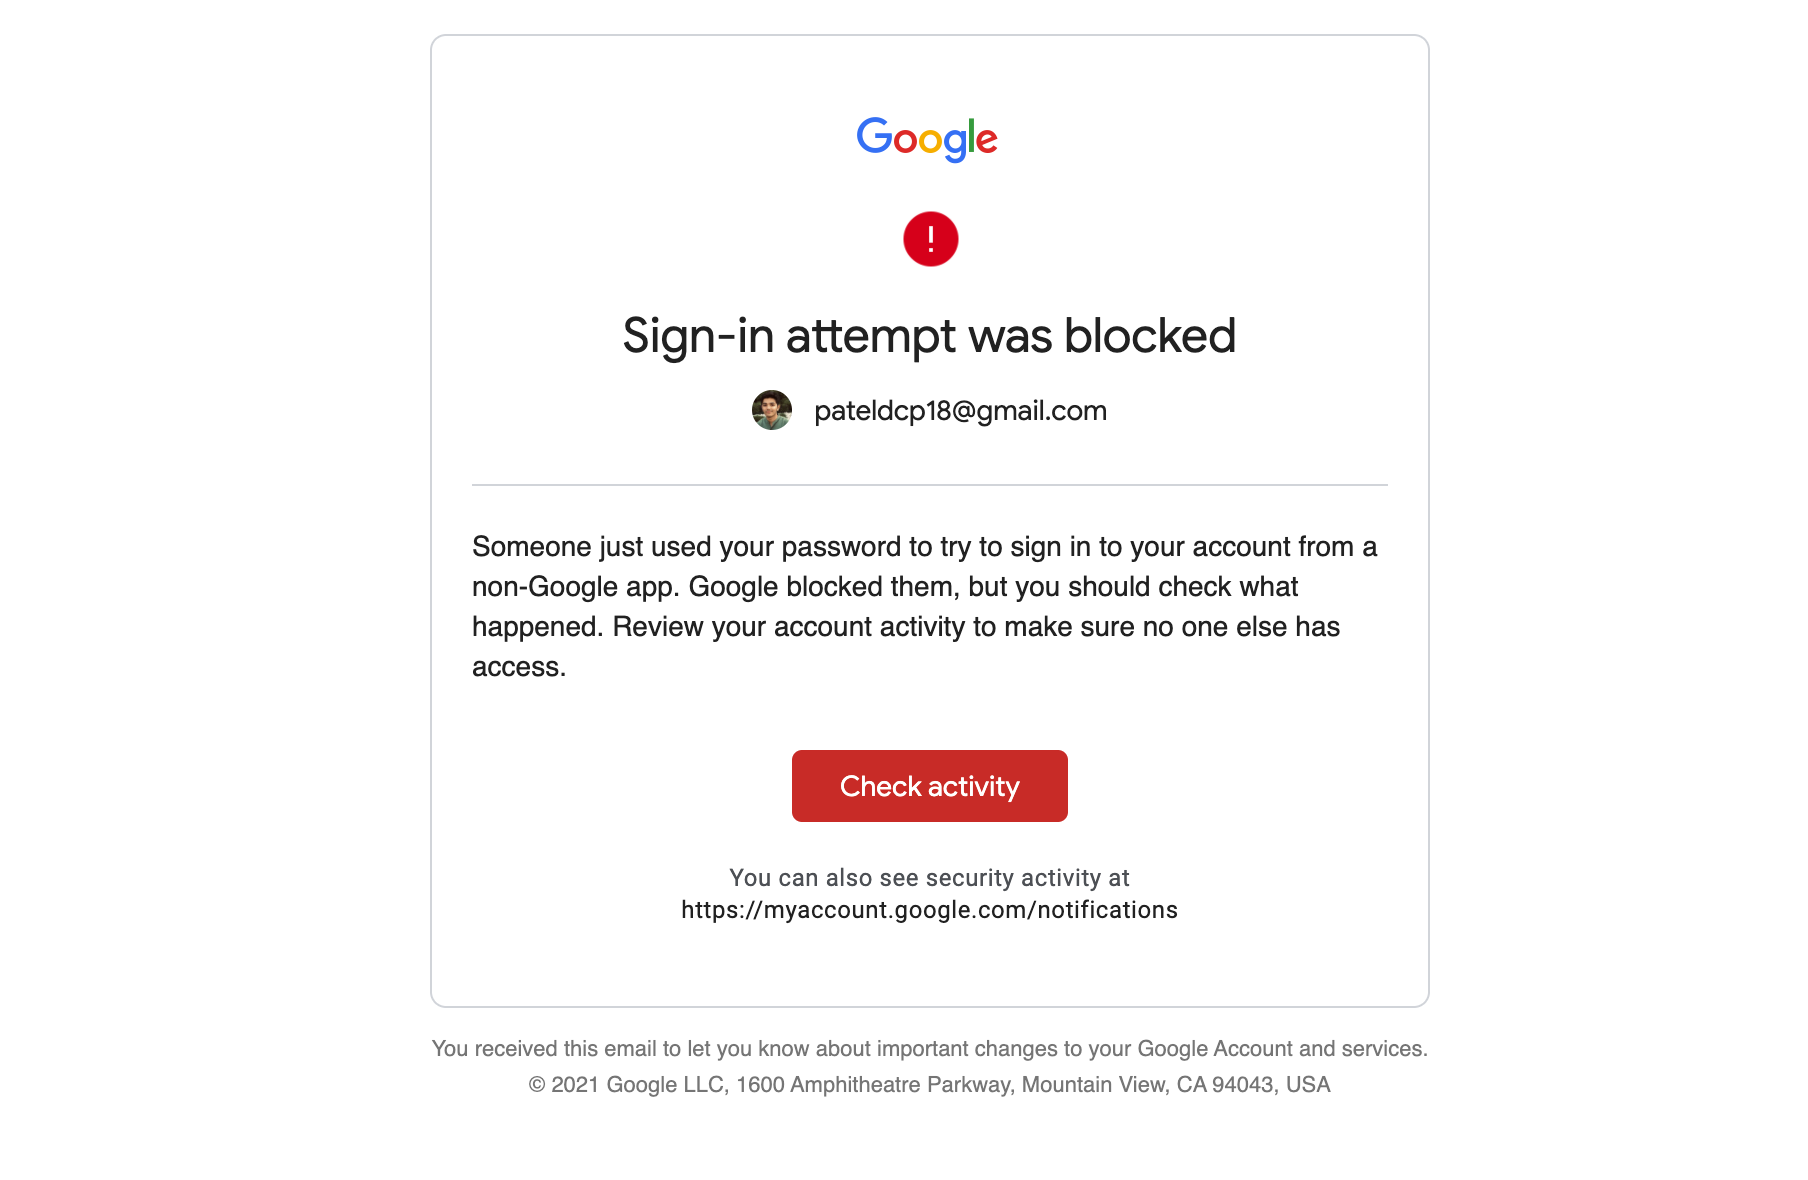 Google
!
Sign-in attempt was blocked
pateldcp18@gmail.com
Someone just used your password to try to sign in to your account from a
non-Google app. Google blocked them, but you should check what
happened. Review your account activity to make sure no one else has
access.
Check activity
You can also see security activity at
https://myaccount.google.com/notifications
You received this email to let you know about important changes to your Google Account and services.
© 2021 Google LLC, 1600 Amphitheatre Parkway, Mountain View, CA 94043, USA